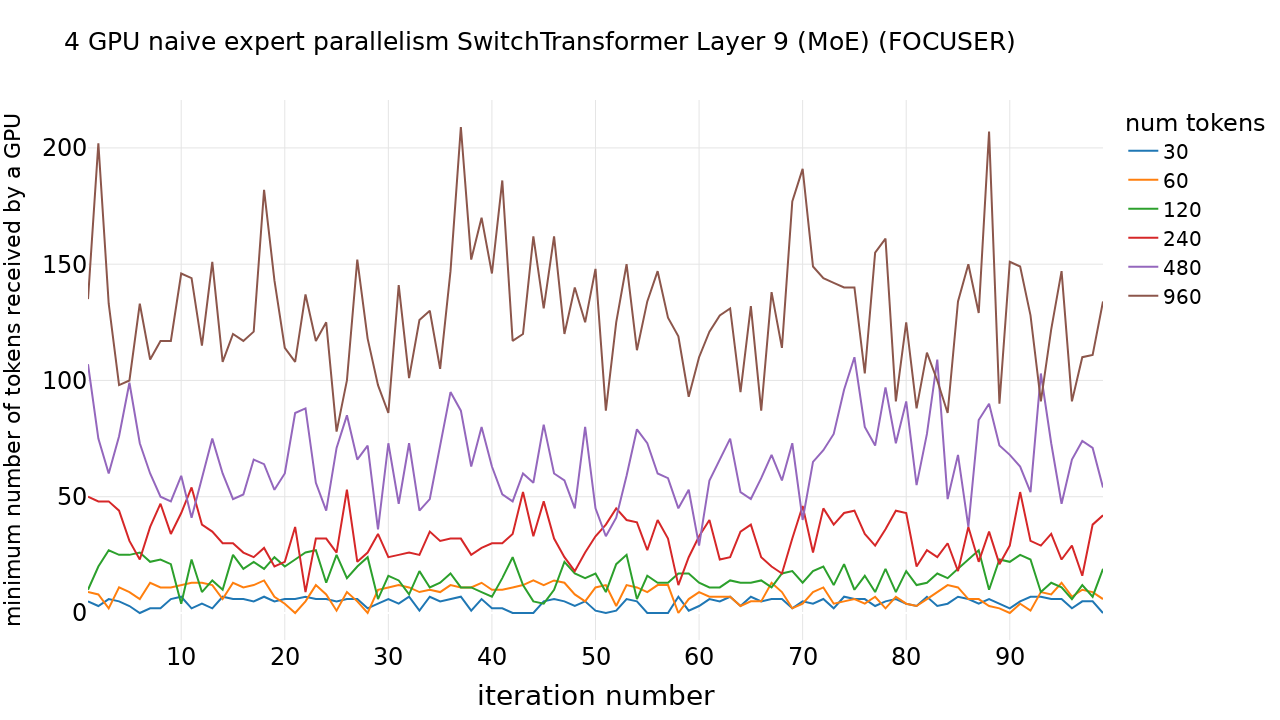 4 GPU naive expert parallelism SwitchTransformer Layer 9 (MoE) (FOCUSER)
minimum number of tokens received by a GPU
200
150
100
50
0
10 20 30 40 50 60 70 80 90
iteration number
num tokens
30
60
120
240
480
960